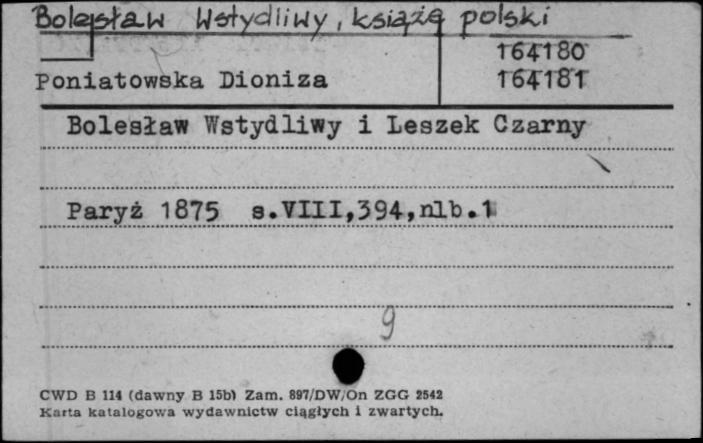 Bolesław Wstydliwy, książę polski
164180
Poniatowska Dioniza 164181
Bolesław Wstydliwy i Leszek Czarny
Paryż 1875 s.VIII,394,nlb.1
9
CWD B 114 (dawny B 15b) Zam. 897/DW/On ZGG 2542
Karta katalogowa wydawnictw ciągłych i zwartych.